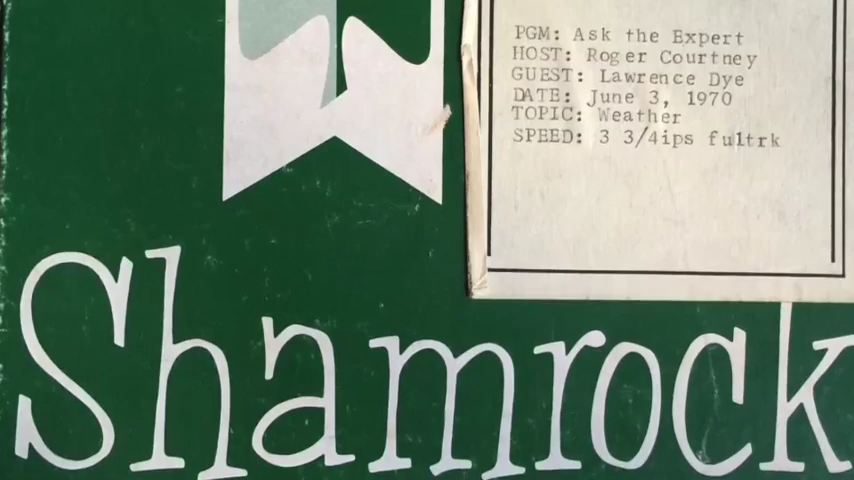 PGM: Ask the Expert
HOST: Roger Courtney
GUEST: Lawrence Dye
DATE: June 3, 1970
TOPIC: Weather
SPEED: 3 3/4ips fultrk
Shamrock